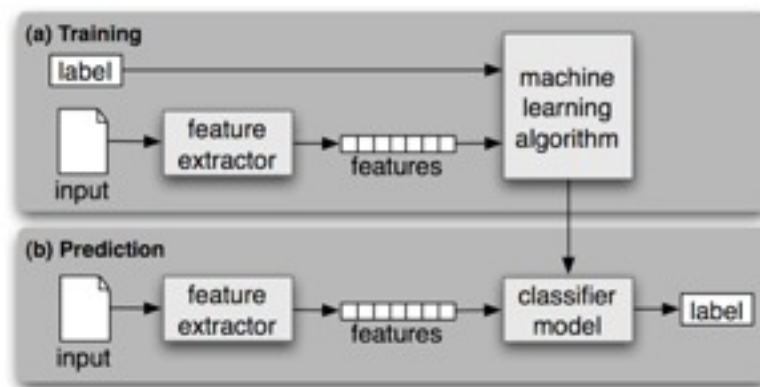 (a) Training
label
machine
learning
algorithm
feature
extractor
features
input
(b) Prediction
feature
extractor
features
classifier
model
label
input